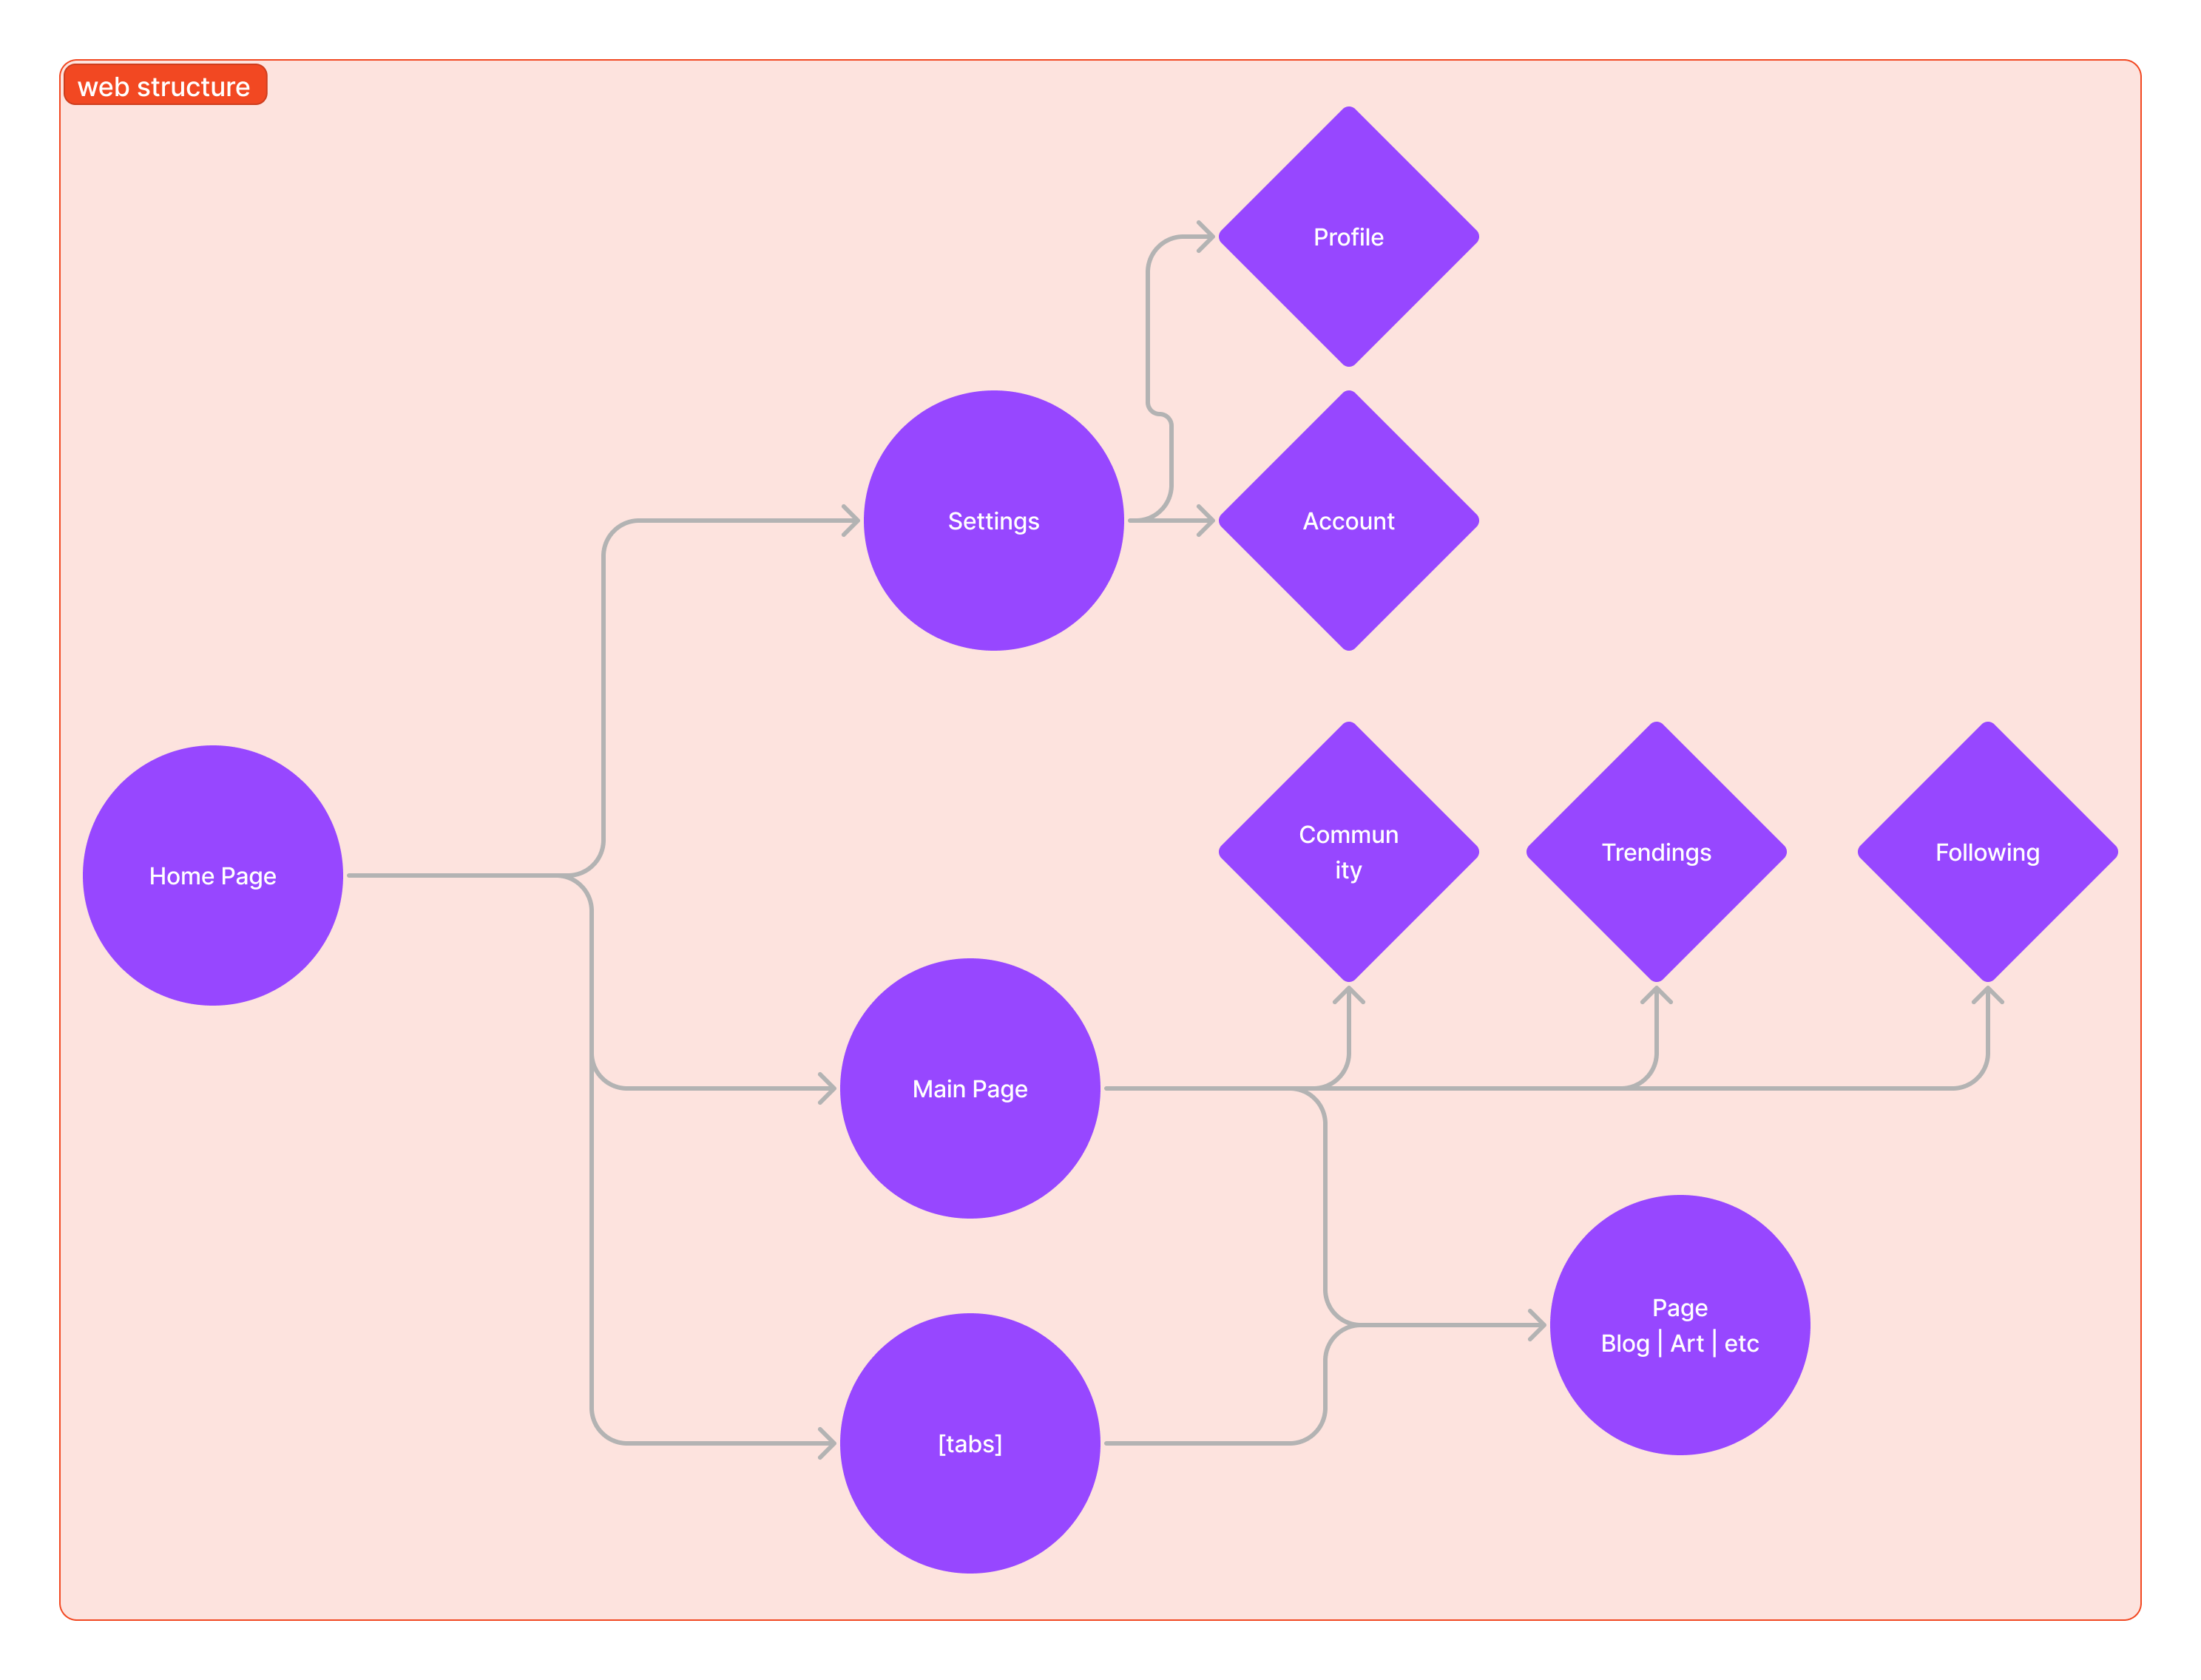 web structure
Profile
Settings
Account
Home Page
Commun
ity
Trendings
Following
Main Page
Page
Blog | Art | etc
[tabs]